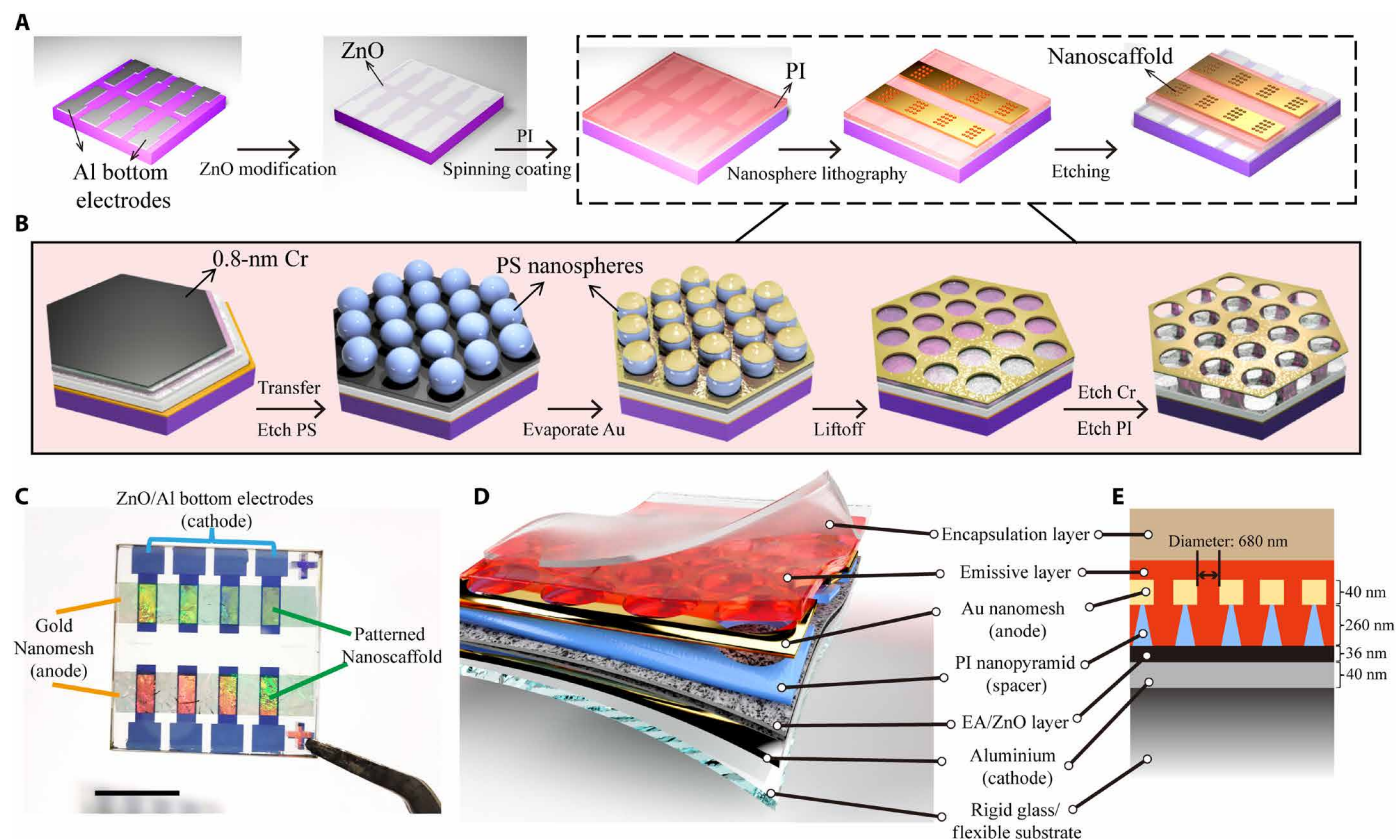 A
ZnO
PI
Nanoscaffold
Al bottom
electrodes
ZnO modification
PI
Spinning coating
Nanosphere lithography
Etching
B
0.8-nm Cr
PS nanospheres
Transfer
Etch PS
Evaporate Au
Liftoff
Etch Cr
Etch PI
C
ZnO/Al bottom electrodes
(cathode)
Gold
Nanomesh
(anode)
Patterned
Nanoscaffold
D
Encapsulation layer
Emissive layer
Au nanomesh
(anode)
PI nanopyramid
(spacer)
EA/ZnO layer
Aluminium
(cathode)
Rigid glass/
flexible substrate
E
Diameter: 680 nm
40 nm
260 nm
36 nm
40 nm